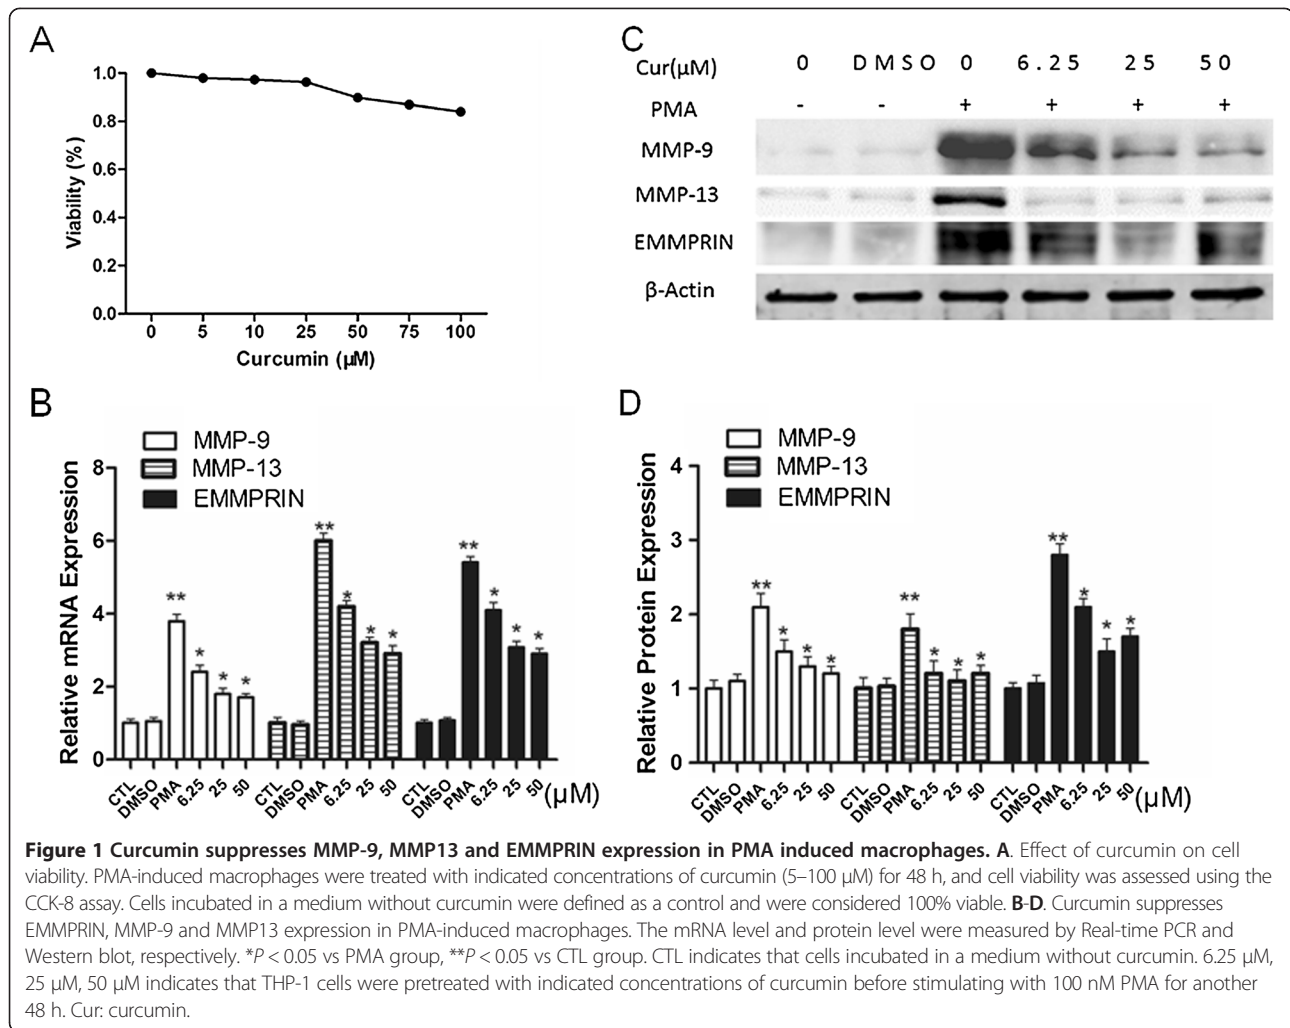 A
1.0
0.8
0.6
0.4
0.2
0.0
Viability (%)
0 5 10 25 50 75 100
Curcumin (μM)
C
Cur(μM) 0 DMSO 0 6.25 25 50
PMA - - + + + +
MMP-9
MMP-13
EMMPRIN
β-Actin
B
MMP-9
MMP-13
EMMPRIN
8
6
4
2
0
Relative mRNA Expression
** * * * ** * * * ** * * *
CTL DMSO PMA 6.25 25 50 CTL DMSO PMA 6.25 25 50 CTL DMSO PMA 6.25 25 50 (μM)
D
MMP-9
MMP-13
EMMPRIN
4
3
2
1
0
Relative Protein Expression
** * * * ** * * * ** * * *
CTL DMSO PMA 6.25 25 50 CTL DMSO PMA 6.25 25 50 CTL DMSO PMA 6.25 25 50 (μM)
Figure 1 Curcumin suppresses MMP-9, MMP13 and EMMPRIN expression in PMA induced macrophages. A. Effect of curcumin on cell
viability. PMA-induced macrophages were treated with indicated concentrations of curcumin (5–100 μM) for 48 h, and cell viability was assessed using the
CCK-8 assay. Cells incubated in a medium without curcumin were defined as a control and were considered 100% viable. B-D. Curcumin suppresses
EMMPRIN, MMP-9 and MMP13 expression in PMA-induced macrophages. The mRNA level and protein level were measured by Real-time PCR and
Western blot, respectively. *P < 0.05 vs PMA group, **P < 0.05 vs CTL group. CTL indicates that cells incubated in a medium without curcumin. 6.25 μM,
25 μM, 50 μM indicates that THP-1 cells were pretreated with indicated concentrations of curcumin before stimulating with 100 nM PMA for another
48 h. Cur: curcumin.